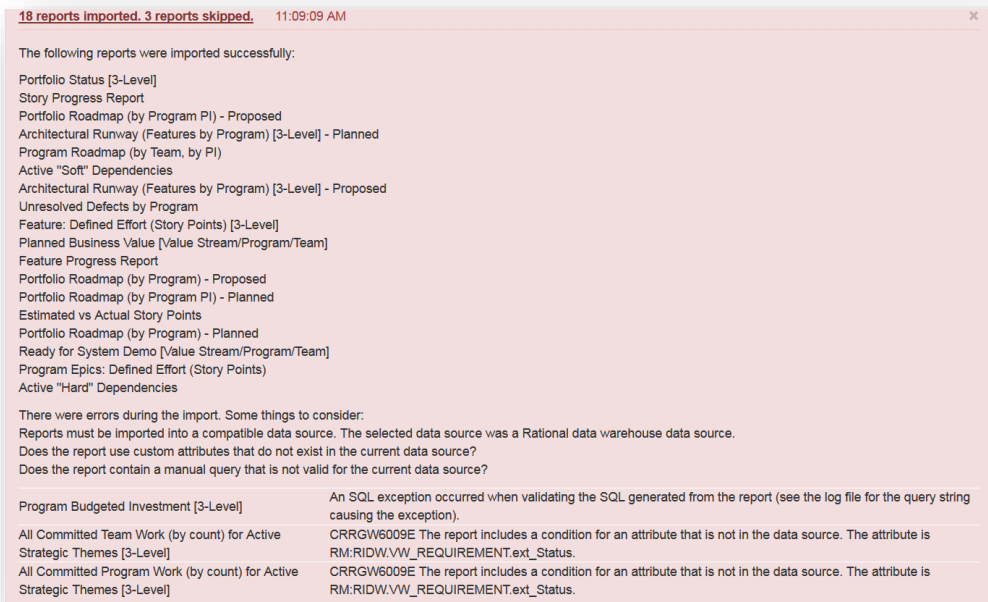 18 reports imported. 3 reports skipped. 11:09:09 AM
×
The following reports were imported successfully:
Portfolio Status [3-Level]
Story Progress Report
Portfolio Roadmap (by Program PI) - Proposed
Architectural Runway (Features by Program) [3-Level] - Planned
Program Roadmap (by Team, by PI)
Active "Soft" Dependencies
Architectural Runway (Features by Program) [3-Level] - Proposed
Unresolved Defects by Program
Feature: Defined Effort (Story Points) [3-Level]
Planned Business Value [Value Stream/Program/Team]
Feature Progress Report
Portfolio Roadmap (by Program) - Proposed
Portfolio Roadmap (by Program PI) - Planned
Estimated vs Actual Story Points
Portfolio Roadmap (by Program) - Planned
Ready for System Demo [Value Stream/Program/Team]
Program Epics: Defined Effort (Story Points)
Active "Hard" Dependencies
There were errors during the import. Some things to consider:
Reports must be imported into a compatible data source. The selected data source was a Rational data warehouse data source.
Does the report use custom attributes that do not exist in the current data source?
Does the report contain a manual query that is not valid for the current data source?
Program Budgeted Investment [3-Level]
An SQL exception occurred when validating the SQL generated from the report (see the log file for the query string
causing the exception).
All Committed Team Work (by count) for Active
Strategic Themes [3-Level]
CRRGW6009E The report includes a condition for an attribute that is not in the data source. The attribute is
RM:RIDW.VW_REQUIREMENT.ext_Status.
All Committed Program Work (by count) for Active
Strategic Themes [3-Level]
CRRGW6009E The report includes a condition for an attribute that is not in the data source. The attribute is
RM:RIDW.VW_REQUIREMENT.ext_Status.